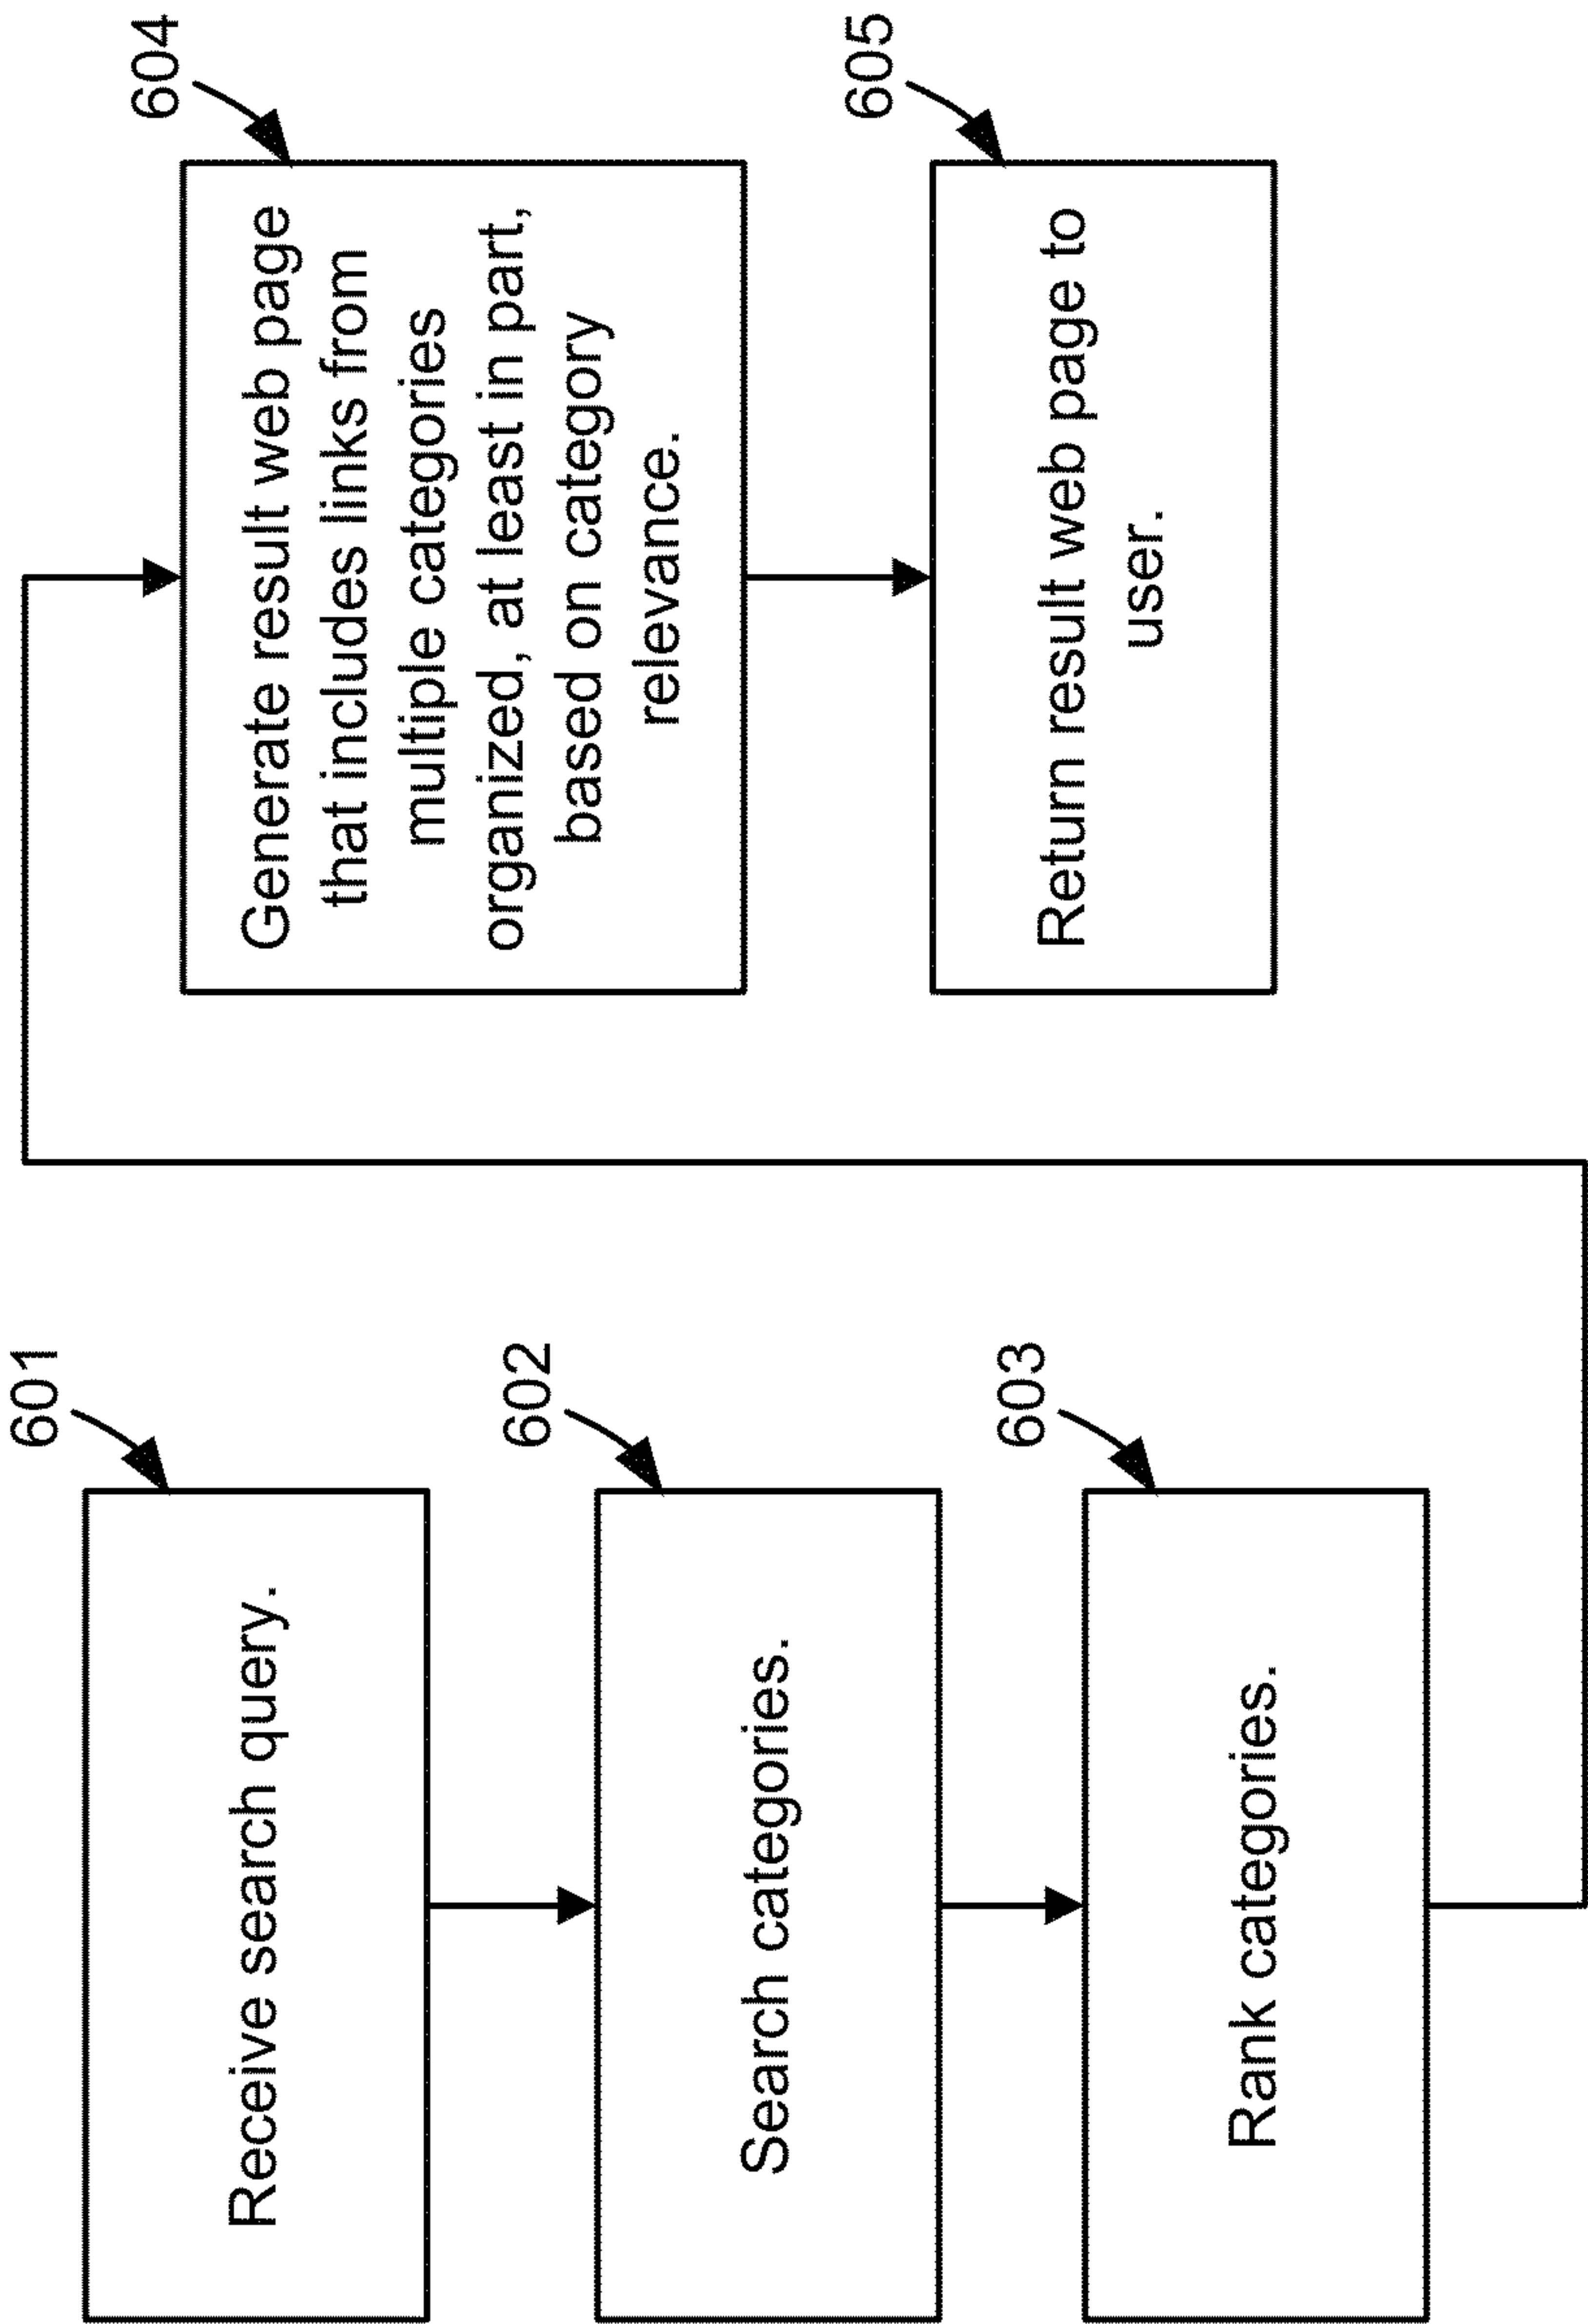 601
Receive search query.
602
Search categories.
603
Rank categories.
604
Generate result web page
that includes links from
multiple categories
organized, at least in part,
based on category
relevance.
605
Return result web page to
user.